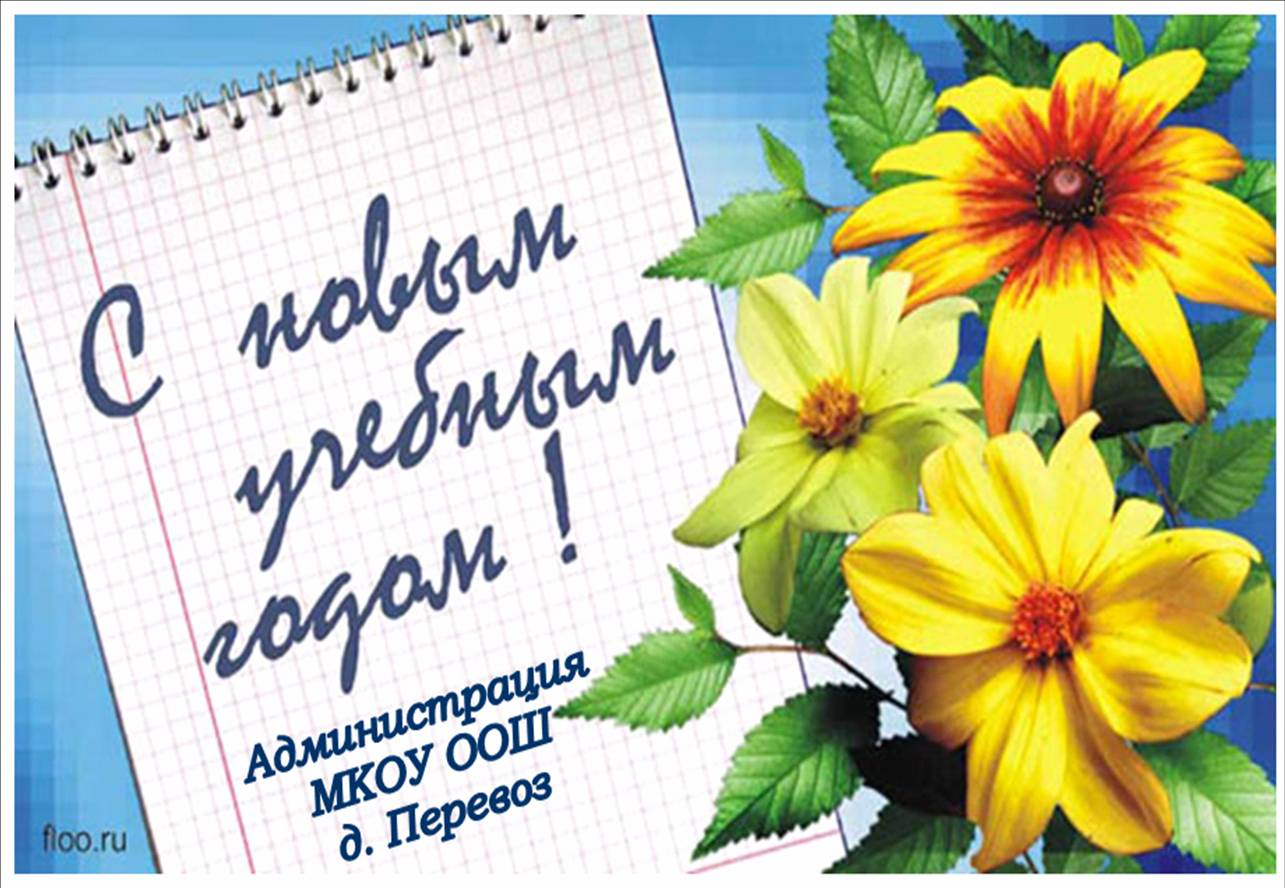 С новым
учебным
годом !
Администрация
МКОУ ООШ
д. Перевоз
floo.ru